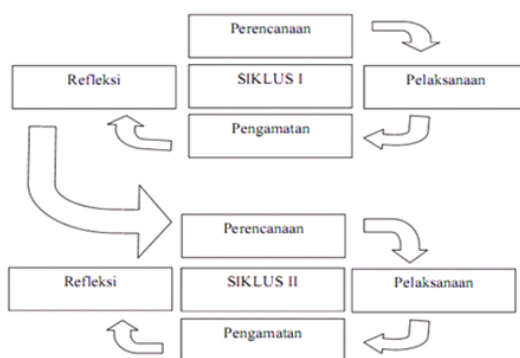 Perencanaan
Refleksi
SIKLUS I
Pelaksanaan
Pengamatan
Perencanaan
Refleksi
SIKLUS II
Pelaksanaan
Pengamatan